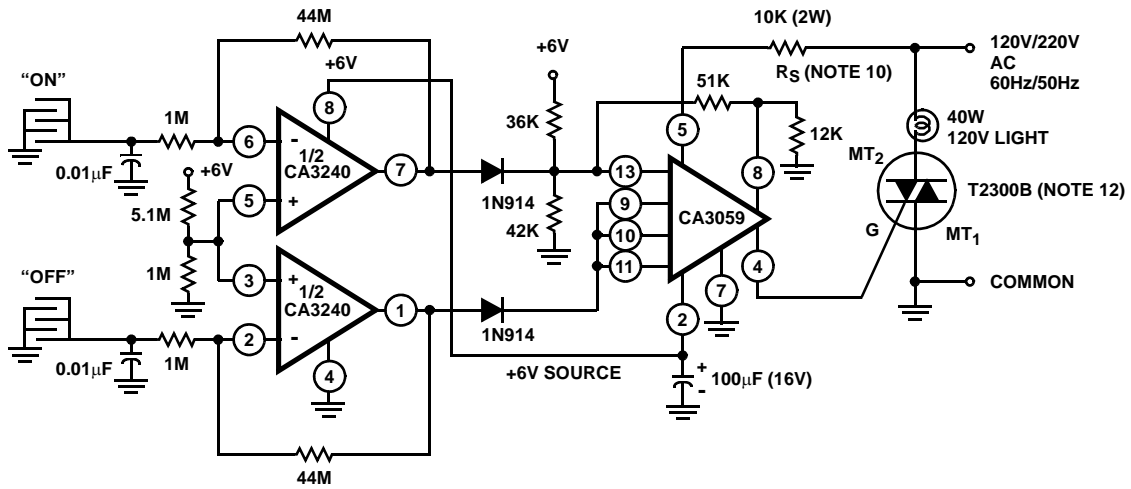 44M
+6V
"ON"
1M
0.01μF
6
8
-
1/2
CA3240
7
+6V
5
+
5.1M
1M
"OFF"
3
+
1/2
CA3240
1
2
-
0.01μF
1M
4
44M
1N914
1N914
+6V
36K
42K
+6V SOURCE
10K (2W)
RS (NOTE 10)
51K
12K
5
13
9
10
11
CA3059
8
4
7
2
+
-
100μF (16V)
120V/220V
AC
60Hz/50Hz
40W
120V LIGHT
MT2
T2300B (NOTE 12)
G
MT1
COMMON